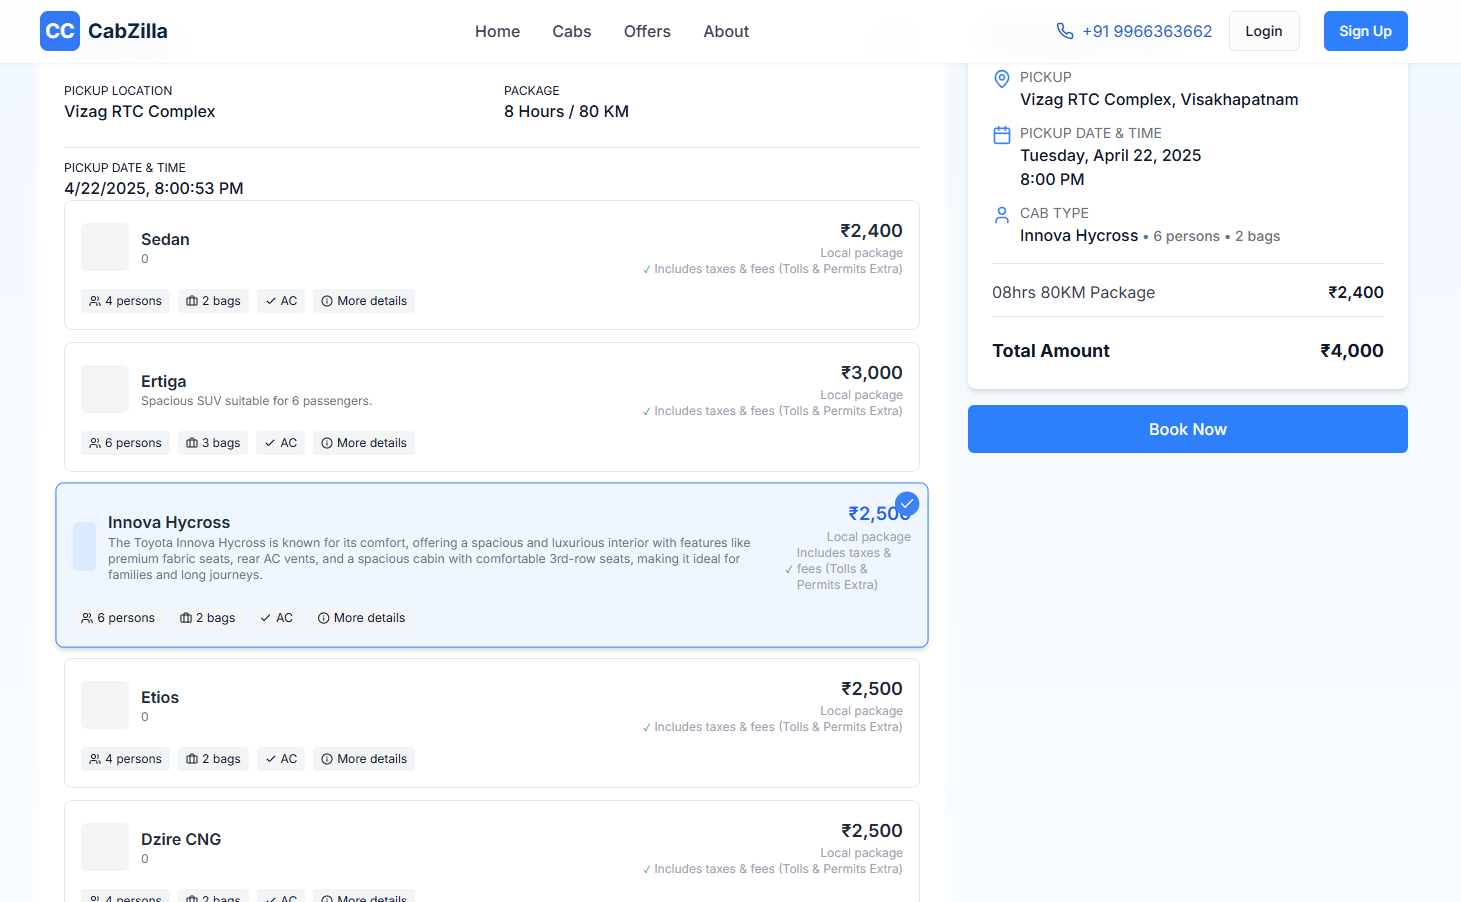 CC CabZilla
Home Cabs Offers About
+91 9966363662 Login Sign Up
PICKUP LOCATION
Vizag RTC Complex
PACKAGE
8 Hours / 80 KM
PICKUP DATE & TIME
4/22/2025, 8:00:53 PM
Sedan
0
₹2,400
Local package
✓ Includes taxes & fees (Tolls & Permits Extra)
4 persons 2 bags AC More details
Ertiga
Spacious SUV suitable for 6 passengers.
₹3,000
Local package
✓ Includes taxes & fees (Tolls & Permits Extra)
6 persons 3 bags AC More details
Innova Hycross
The Toyota Innova Hycross is known for its comfort, offering a spacious and luxurious interior with features like
premium fabric seats, rear AC vents, and a spacious cabin with comfortable 3rd-row seats, making it ideal for
families and long journeys.
₹2,500
Local package
Includes taxes &
✓ fees (Tolls &
Permits Extra)
6 persons 2 bags AC More details
Etios
0
₹2,500
Local package
✓ Includes taxes & fees (Tolls & Permits Extra)
4 persons 2 bags AC More details
Dzire CNG
0
₹2,500
Local package
✓ Includes taxes & fees (Tolls & Permits Extra)
4 persons 2 bags AC More details
PICKUP
Vizag RTC Complex, Visakhapatnam
PICKUP DATE & TIME
Tuesday, April 22, 2025
8:00 PM
CAB TYPE
Innova Hycross • 6 persons • 2 bags
08hrs 80KM Package ₹2,400
Total Amount ₹4,000
Book Now